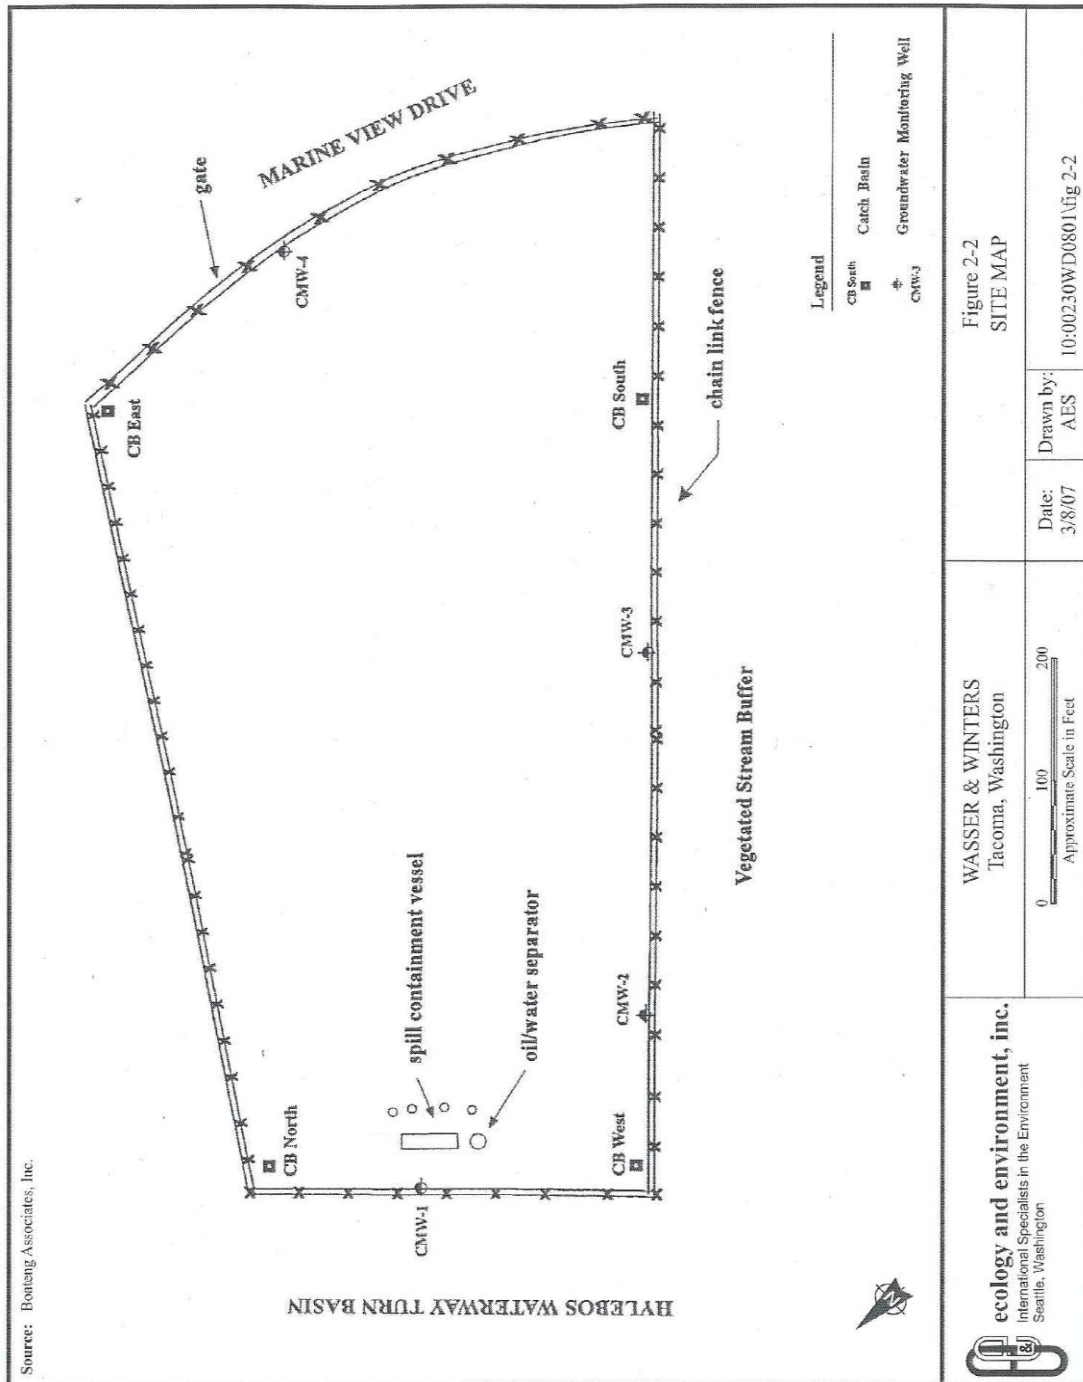 Source: Boateng Associates, Inc.
HYLEBOS WATERWAY TURN BASIN
MARINE VIEW DRIVE
gate
CB North
CMW-1
spill containment vessel
oil/water separator
CB West
CMW-2
CMW-3
CB South
CB East
CMW-4
chain link fence
Vegetated Stream Buffer
N
Legend
CB South
Catch Basin
CMW-3
Groundwater Monitoring Well
e&e
ecology and environment, inc.
International Specialists in the Environment
Seattle, Washington
WASSER & WINTERS
Tacoma, Washington
0 100 200
Approximate Scale in Feet
Figure 2-2
SITE MAP
Date:
3/8/07
Drawn by:
AES
10:00230WD0801\fig 2-2